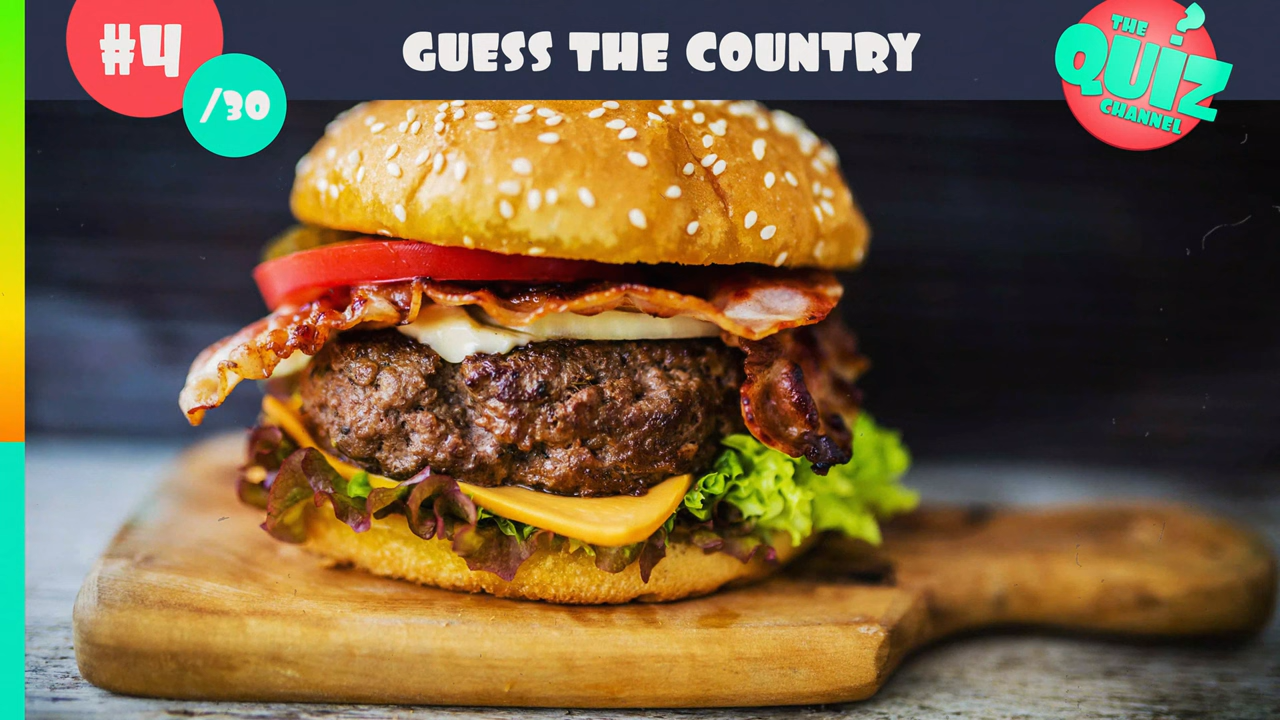 #4
/30
GUESS THE COUNTRY
THE
QUIZ
CHANNEL